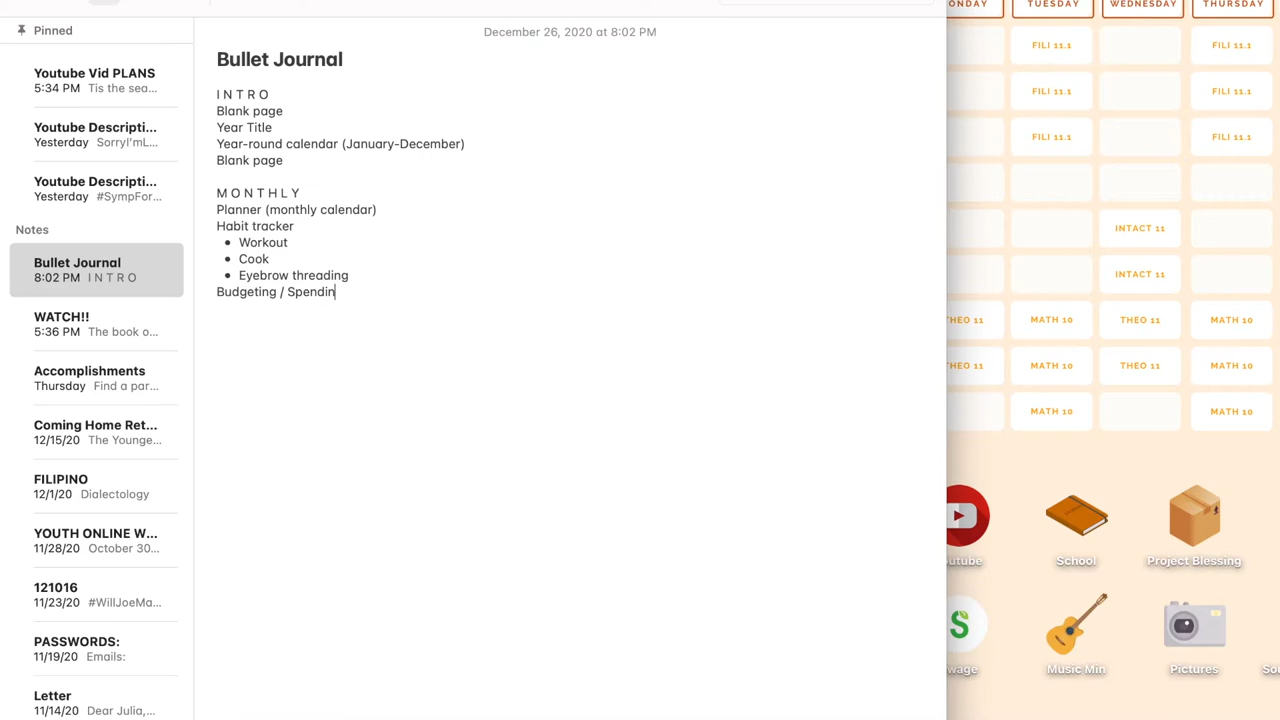 Pinned
Youtube Vid PLANS
5:34 PM Tis the sea...
Youtube Descripti...
Yesterday SorryI'mL...
Youtube Descripti...
Yesterday #SympFor...
Notes
Bullet Journal
8:02 PM I N T R O
WATCH!!
5:36 PM The book o...
Accomplishments
Thursday Find a par...
Coming Home Ret...
12/15/20 The Younge...
FILIPINO
12/1/20 Dialectology
YOUTH ONLINE W...
11/28/20 October 30...
121016
11/23/20 #WillJoeMa...
PASSWORDS:
11/19/20 Emails:
Letter
11/14/20 Dear Julia,...
December 26, 2020 at 8:02 PM
Bullet Journal
I N T R O
Blank page
Year Title
Year-round calendar (January-December)
Blank page
M O N T H L Y
Planner (monthly calendar)
Habit tracker
• Workout
• Cook
• Eyebrow threading
Budgeting / Spendin
ONDAY TUESDAY WEDNESDAY THURSDAY
FILI 11.1 FILI 11.1
FILI 11.1 FILI 11.1
FILI 11.1 FILI 11.1
INTACT 11
INTACT 11
THEO 11 MATH 10 THEO 11 MATH 10
THEO 11 MATH 10 THEO 11 MATH 10
MATH 10 MATH 10
utube School Project Blessing
S
wage Music Min Pictures